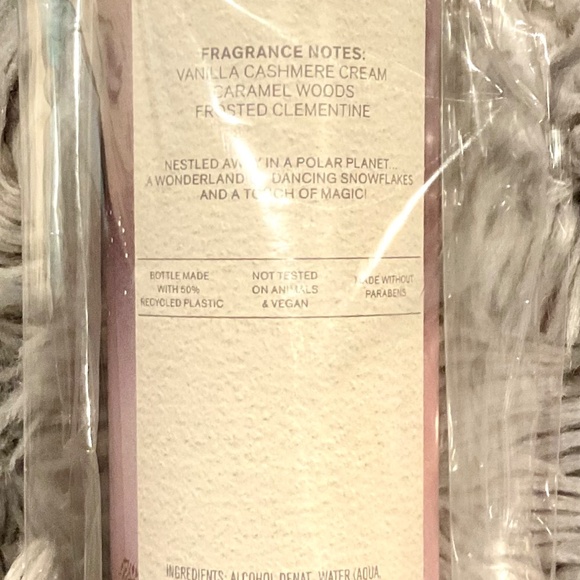 FRAGRANCE NOTES:
VANILLA CASHMERE CREAM
CARAMEL WOODS
FROSTED CLEMENTINE
NESTLED AWAY IN A POLAR PLANET...
A WONDERLAND OF DANCING SNOWFLAKES
AND A TOUCH OF MAGIC!
BOTTLE MADE
WITH 50%
RECYCLED PLASTIC
NOT TESTED
ON ANIMALS
& VEGAN
MADE WITHOUT
PARABENS
INGREDIENTS: ALCOHOL DENAT., WATER (AQUA,